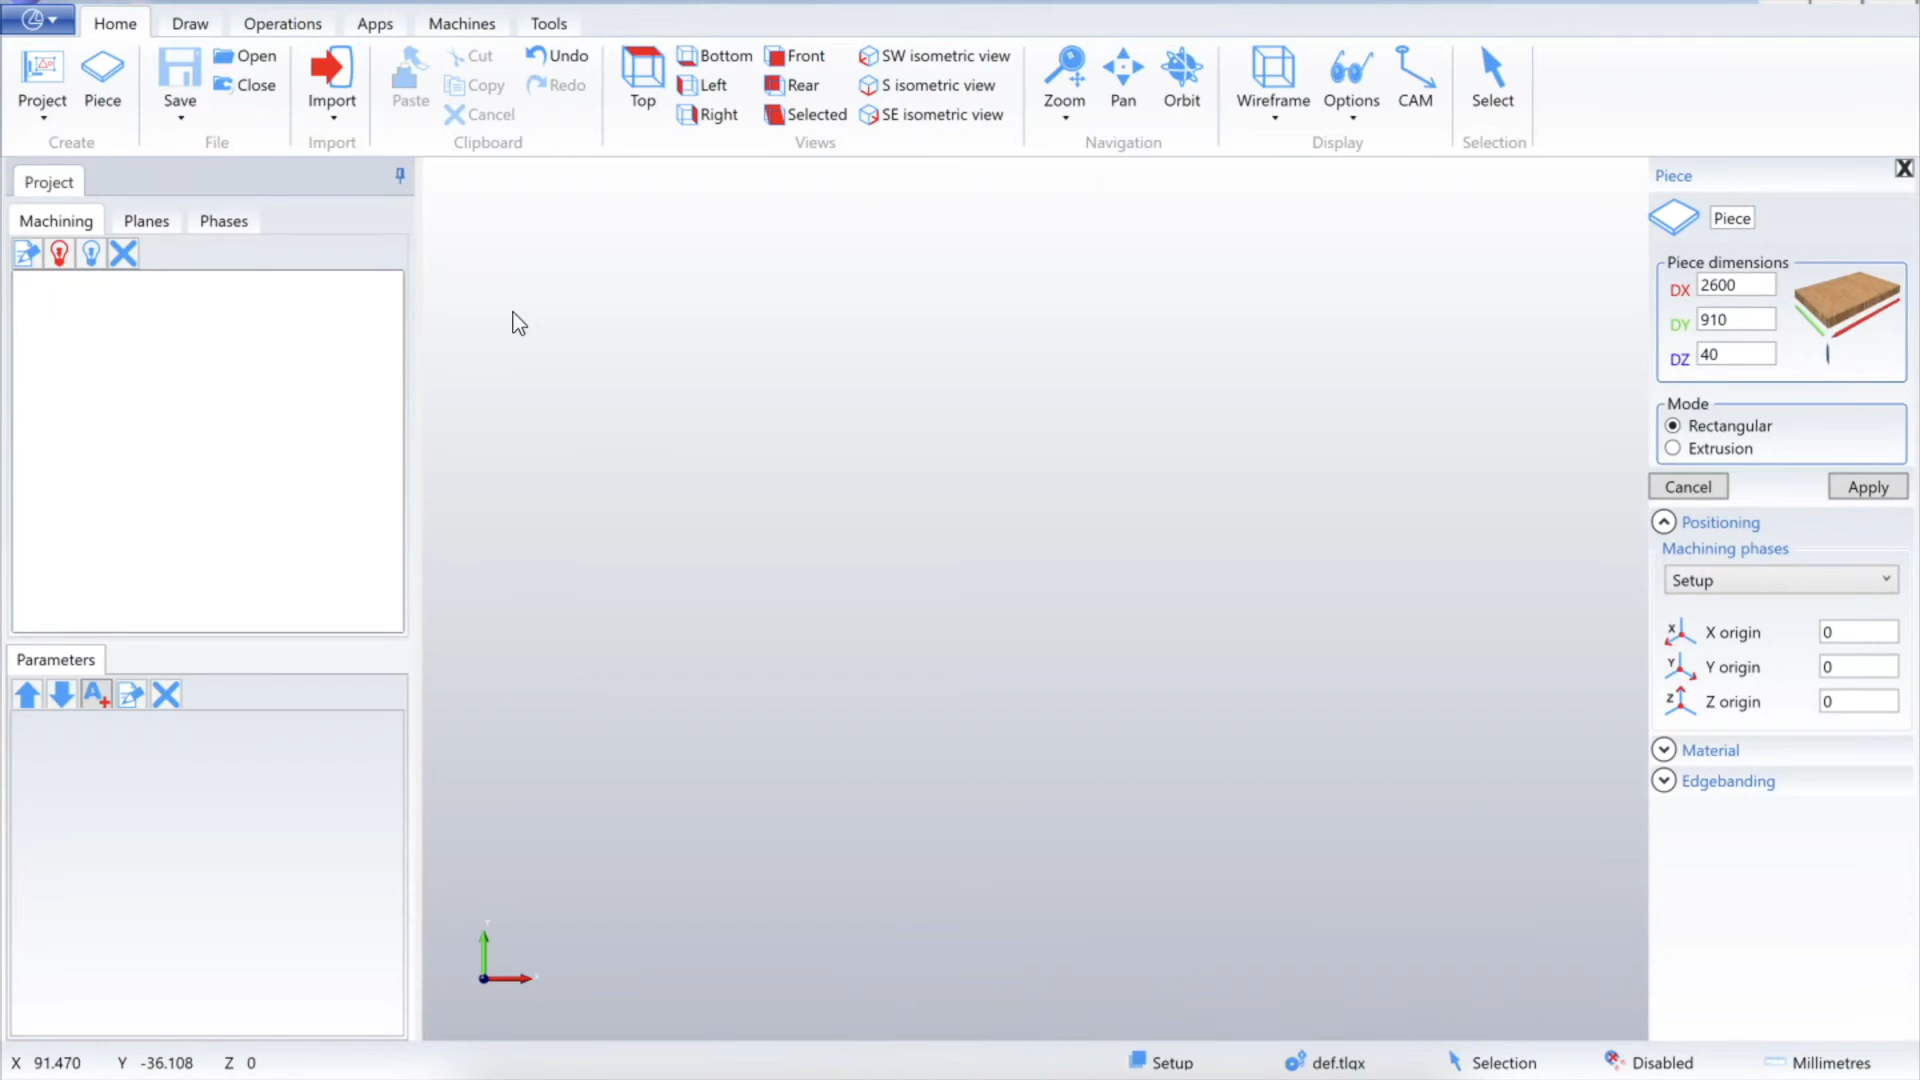 Home Draw Operations Apps Machines Tools
Project Piece Save Open Close Import Paste Cut Copy Cancel Undo Redo
Top Bottom Left Right Front Rear Selected SW isometric view S isometric view SE isometric view
Zoom Pan Orbit Wireframe Options CAM Select
Create File Import Clipboard Views Navigation Display Selection
Project
Machining Planes Phases
Parameters
Piece
X
Piece
Piece dimensions
DX 2600
DY 910
DZ 40
Mode
Rectangular
Extrusion
Cancel Apply
Positioning
Machining phases
Setup
X X origin 0
Y Y origin 0
Z Z origin 0
Material
Edgebanding
X 91.470 Y -36.108 Z 0 Setup def.tlgx Selection Disabled Millimetres